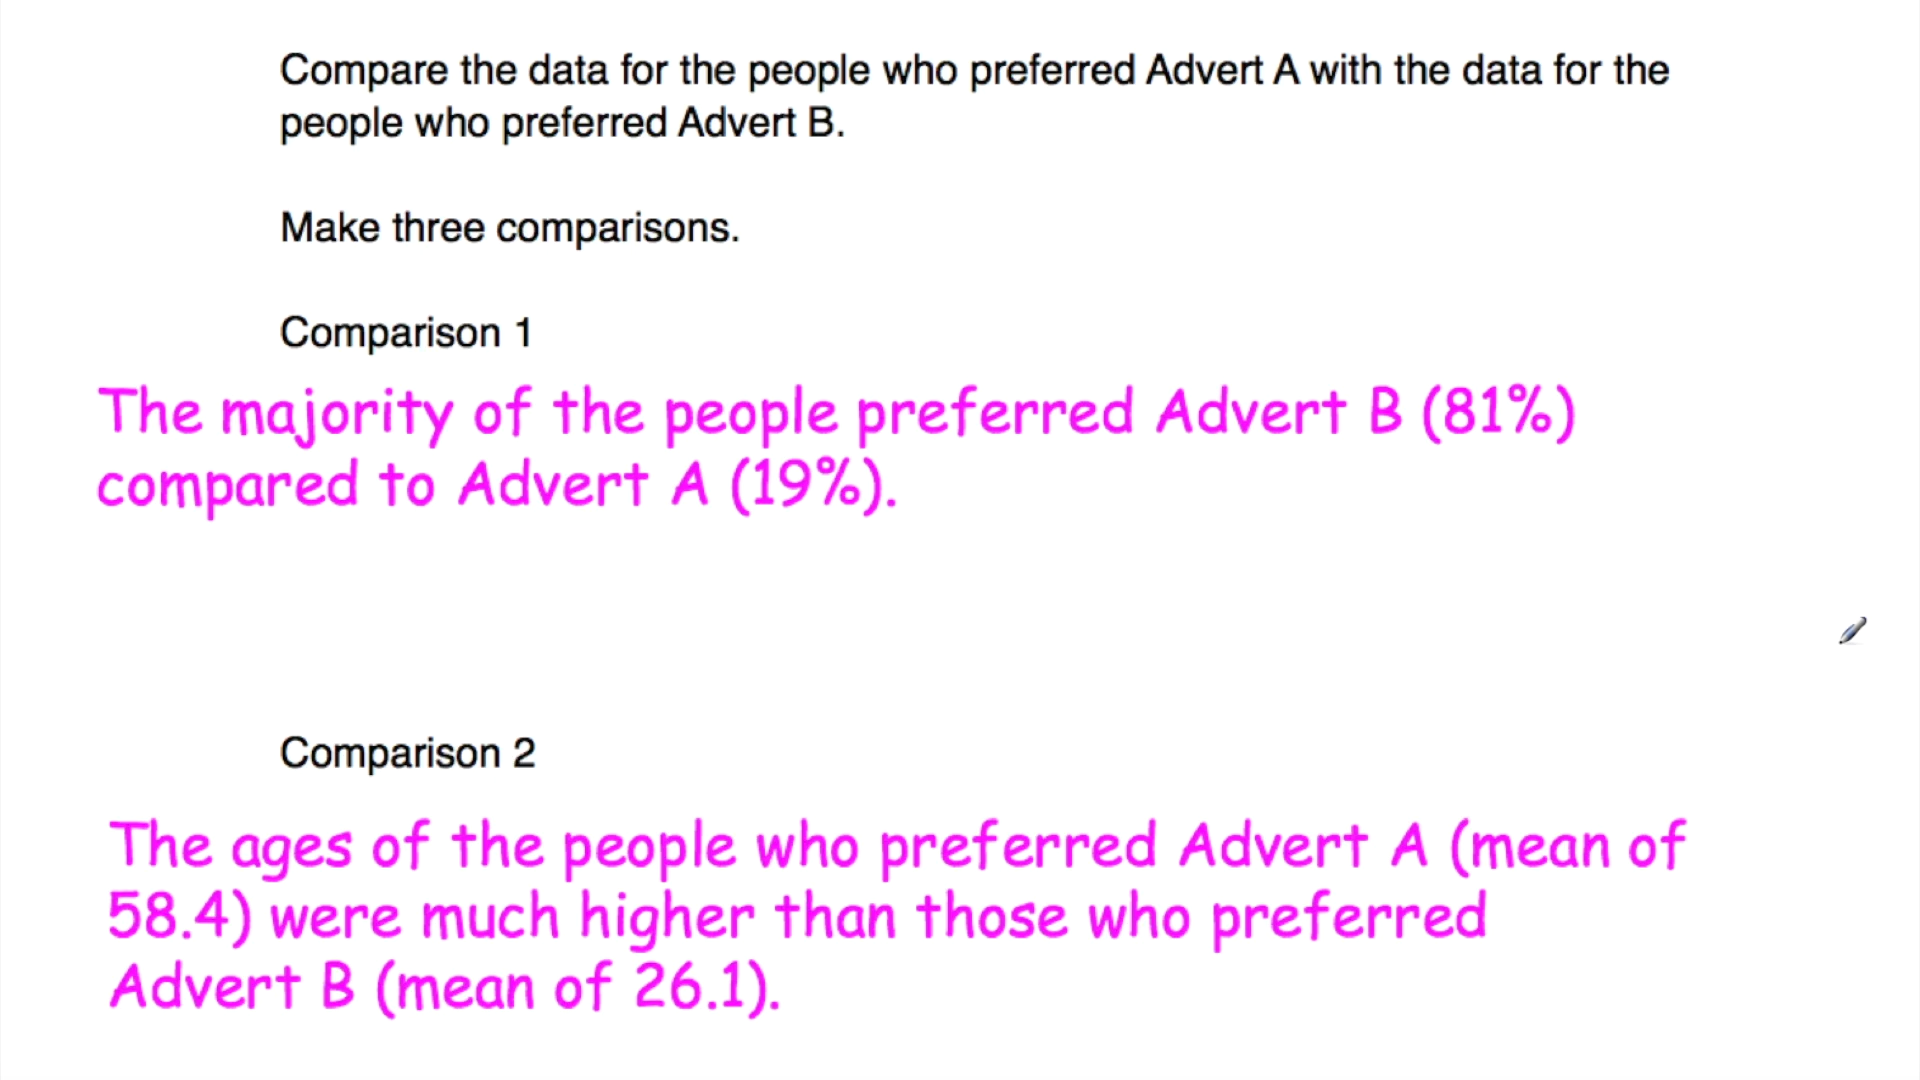 Compare the data for the people who preferred Advert A with the data for the
people who preferred Advert B.
Make three comparisons.
Comparison 1
The majority of the people preferred Advert B (81%)
compared to Advert A (19%).
Comparison 2
The ages of the people who preferred Advert A (mean of
58.4) were much higher than those who preferred
Advert B (mean of 26.1).